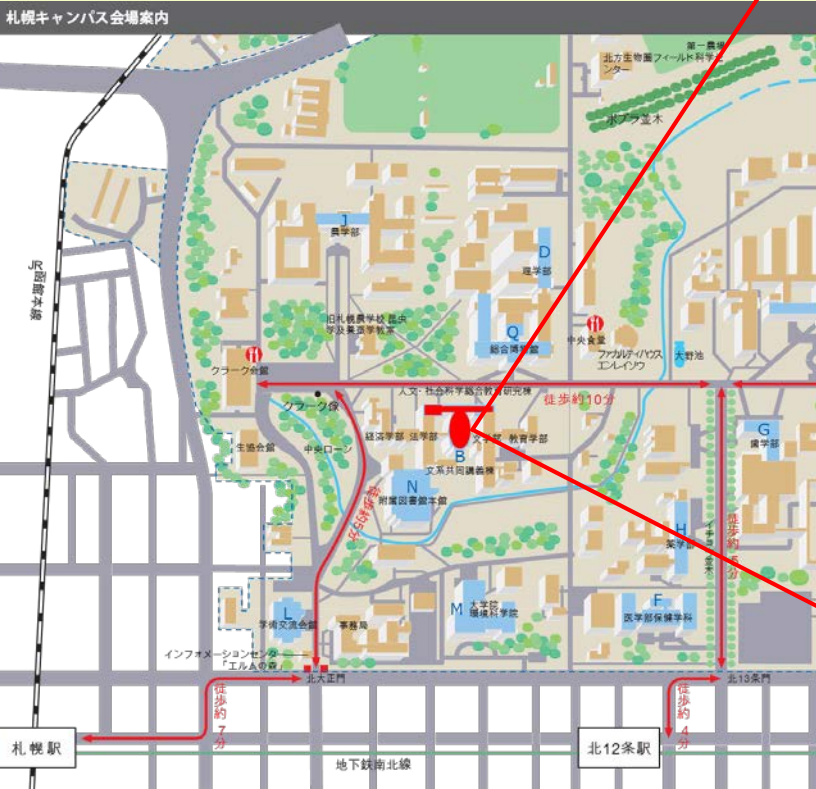 札幌キャンパス会場案内
第一農場
北方生物圏フィールド科学セ
ンター
ポプラ並木
函館本線
J
農学部
D
理学部
旧札幌農学校 昆虫
学及養蚕学教室
Q
総合博物館
中央食堂
ファカルティハウス
エンレイソウ
大野池
クラーク会館
人文・社会科学総合教育研究棟
徒歩約10分
クラーク像
経済学部 法学部
文学部 教育学部
G
歯学部
生協会館
中央ローン
B
文系共同講義棟
N
附属図書館本館
徒歩約5分
H
薬学部
イチョウ並木
徒歩約 5分
L
学術交流会館
事務局
M
大学院
環境科学院
F
医学部保健学科
インフォメーションセンター
「エルムの森」
北大正門
北13条門
徒歩約 7分
徒歩約 4分
札幌駅
北12条駅
地下鉄南北線